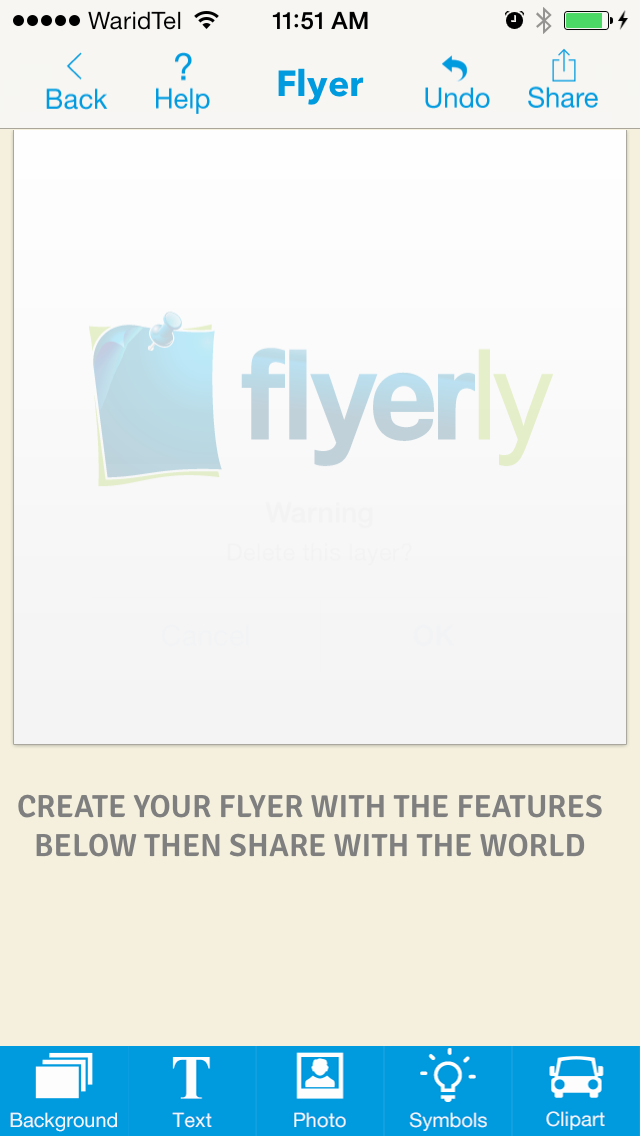 WaridTel 11:51 AM
Back Help Flyer Undo Share
flyerly
Warning
Delete this layer?
Cancel OK
CREATE YOUR FLYER WITH THE FEATURES
BELOW THEN SHARE WITH THE WORLD
Background Text Photo Symbols Clipart